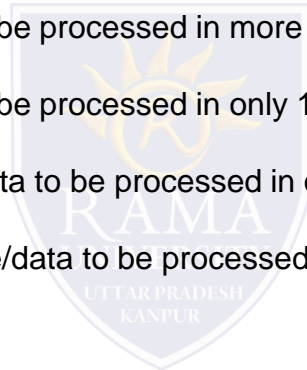 be processed in more
be processed in only 1
ta to be processed in
/data to be processed
RAMA
UNIVERSITY
UTTAR PRADESH
KANPUR